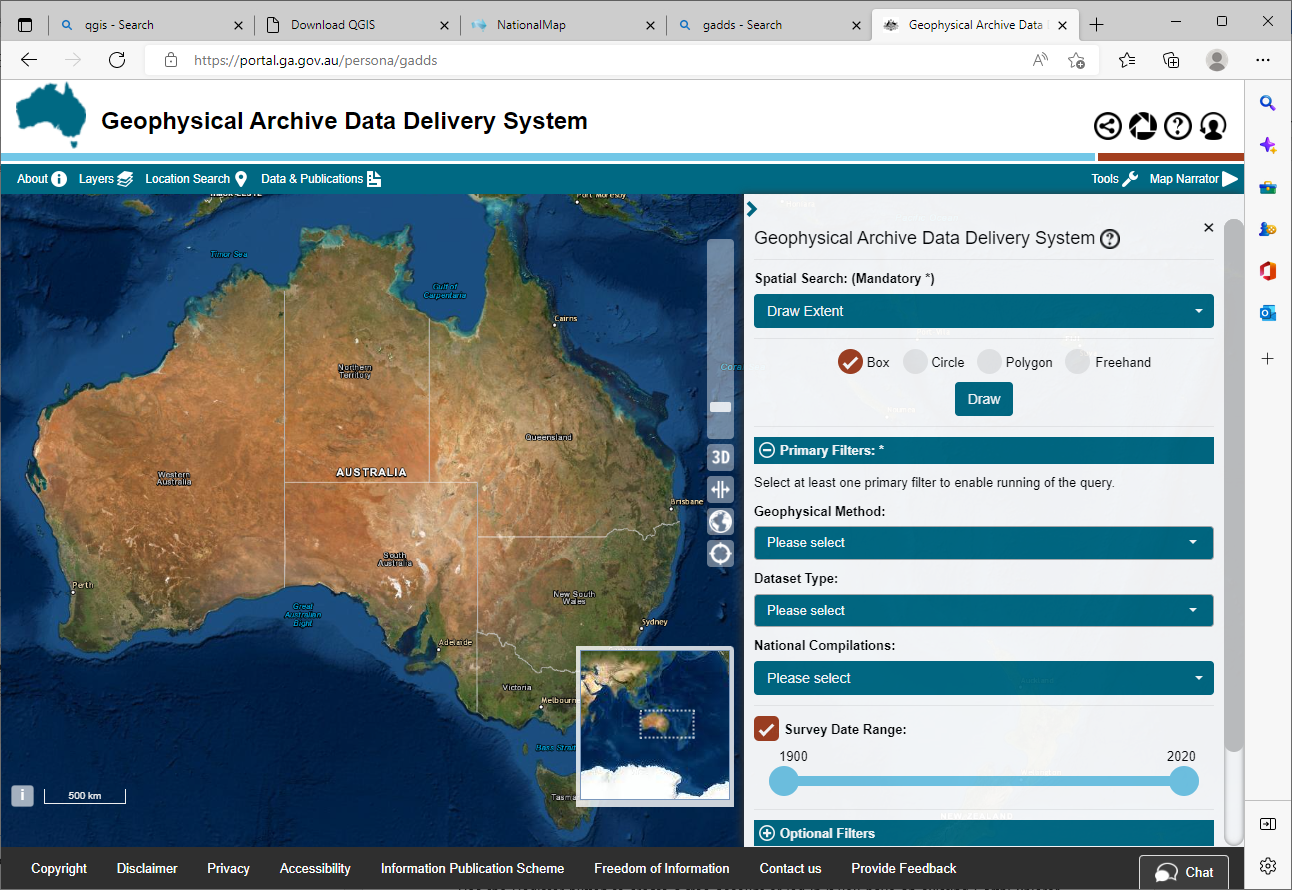 qgis - Search
Download QGIS
NationalMap
gadds - Search
Geophysical Archive Data
https://portal.ga.gov.au/persona/gadds
Geophysical Archive Data Delivery System
About
Layers
Location Search
Data & Publications
Tools
Map Narrator
Port Moresby
Timor Sea
Gulf of
Carpentaria
Cairns
Northern
Territory
Queensland
AUSTRALIA
Western
Australia
Brisbane
South
Australia
Perth
Great
Australian
Bight
New South
Wales
Sydney
Adelaide
Victoria
Melbourn
Bass Strait
Tasma
500 km
3D
Geophysical Archive Data Delivery System
Spatial Search: (Mandatory *)
Draw Extent
Box
Circle
Polygon
Freehand
Draw
Primary Filters: *
Select at least one primary filter to enable running of the query.
Geophysical Method:
Please select
Dataset Type:
Please select
National Compilations:
Please select
Survey Date Range:
1900
2020
Optional Filters
Copyright
Disclaimer
Privacy
Accessibility
Information Publication Scheme
Freedom of Information
Contact us
Provide Feedback
Chat